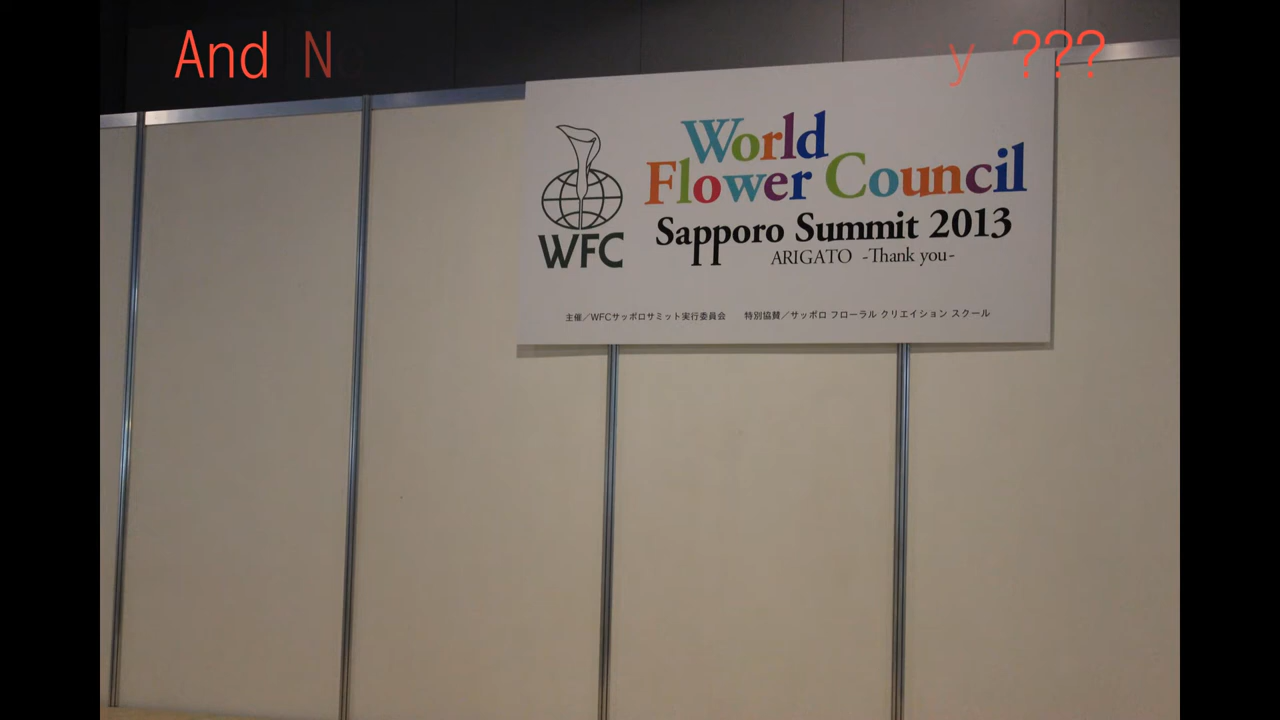 And N
y ???
World
Flower Council
WFC
Sapporo Summit 2013
ARIGATO -Thank you-
主催／WFCサッポロサミット実行委員会 特別協賛／サッポロ フローラル クリエイション スクール